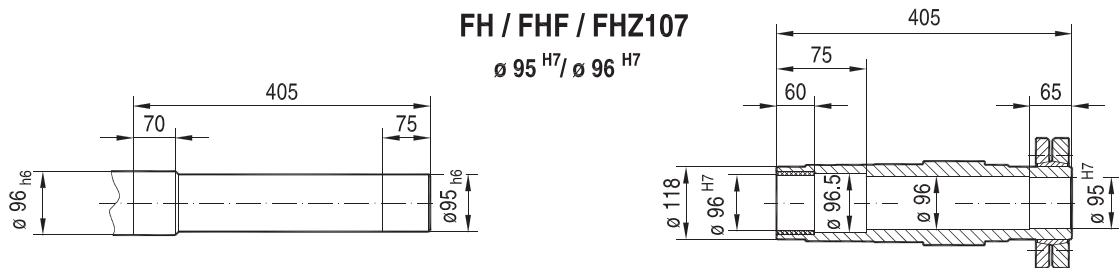 FH / FHF / FHZ107
ø 95 H7/ ø 96 H7
405
70
75
ø 96 h6
ø95 h6
405
75
60
65
ø 118
ø 96 H7
ø 96.5
ø 96
ø 95 H7